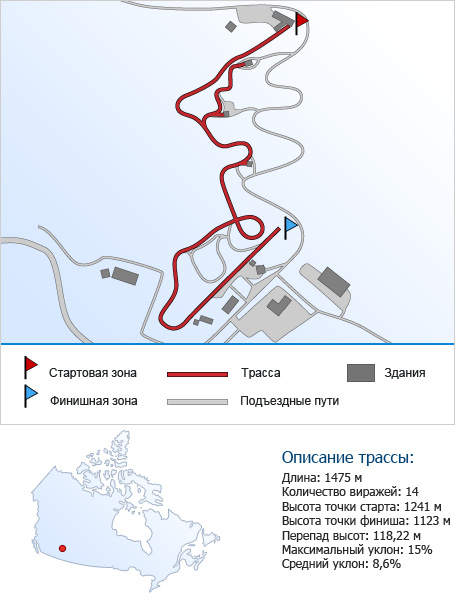 Стартовая зона
Трасса
Здания
Финишная зона
Подъездные пути
Описание трассы:
Длина: 1475 м
Количество виражей: 14
Высота точки старта: 1241 м
Высота точки финиша: 1123 м
Перепад высот: 118,22 м
Максимальный уклон: 15%
Средний уклон: 8,6%